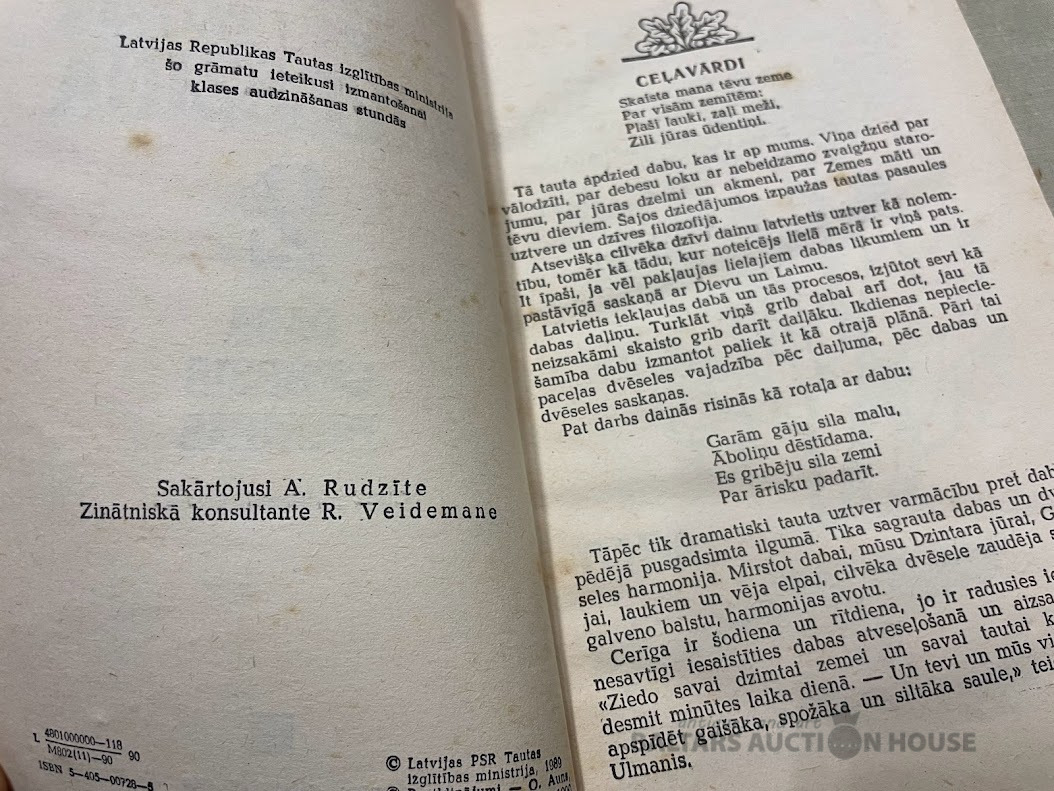 Latvijas Republikas Tautas izglītības ministrija
šo grāmatu ieteikusi izmantošanai
klases audzināšanas stundās
Sakārtojusi A. Rudzīte
Zinātniskā konsultante R. Veidemane
L 4801000000—118 90
M802(11)—90
ISBN 5—405—00728—5
© Latvijas PSR Tautas
izglītības ministrija, 1989
— O. Auns,
CEĻAVĀRDI
Skaista mana tēvu zeme
Par visām zemītēm:
Plaši lauki, zaļi meži,
Zili jūras ūdentiņi.
Tā tauta apdzied dabu, kas ir ap mums. Viņa dzied par
vālodzīti, par debesu loku ar nebeidzamo zvaigžņu staro-
jumu, par jūras dzelmi un akmeni, par Zemes māti un
tēvu dieviem. Šajos dziedājumos izpaužas tautas pasaules
uztvere un dzīves filozofija.
Atsevišķa cilvēka dzīvi dainu latvietis uztver kā nolem-
tību, tomēr kā tādu, kur noteicējs lielā mērā ir viņš pats.
It īpaši, ja vēl pakļaujas lielajiem dabas likumiem un ir
pastāvīgā saskaņā ar Dievu un Laimu.
Latvietis iekļaujas dabā un tās procesos, izjūtot sevi kā
dabas daļiņu. Turklāt viņš grib dabai arī dot, jau tā
neizsakāmi skaisto grib darīt daiļāku. Ikdienas nepiecie-
šamība dabu izmantot paliek it kā otrajā plānā. Pāri tai
paceļas dvēseles vajadzība pēc daiļuma, pēc dabas un
dvēseles saskaņas.
Pat darbs dainās risinās kā rotaļa ar dabu:
Garām gāju sila malu,
Āboliņu dēstīdama.
Es gribēju sila zemi
Par ārisku padarīt.
Tāpēc tik dramatiski tauta uztver varmācību pret dab
pēdējā pusgadsimta ilgumā. Tika sagrauta dabas un dv
seles harmonija. Mirstot dabai, mūsu Dzintara jūrai, G
jai, laukiem un vēja elpai, cilvēka dvēsele zaudēja s
galveno balstu, harmonijas avotu.
Cerīga ir šodiena un rītdiena, jo ir radusies ie
nesavtīgi iesaistīties dabas atveseļošanā un aizsa
«Ziedo savai dzimtai zemei un savai tautai k
desmit minūtes laika dienā. — Un tevi un mūs vi
apspīdēt gaišāka, spožāka un siltāka saule,» tei
Ulmanis.
BALTARS AUCTION HOUSE